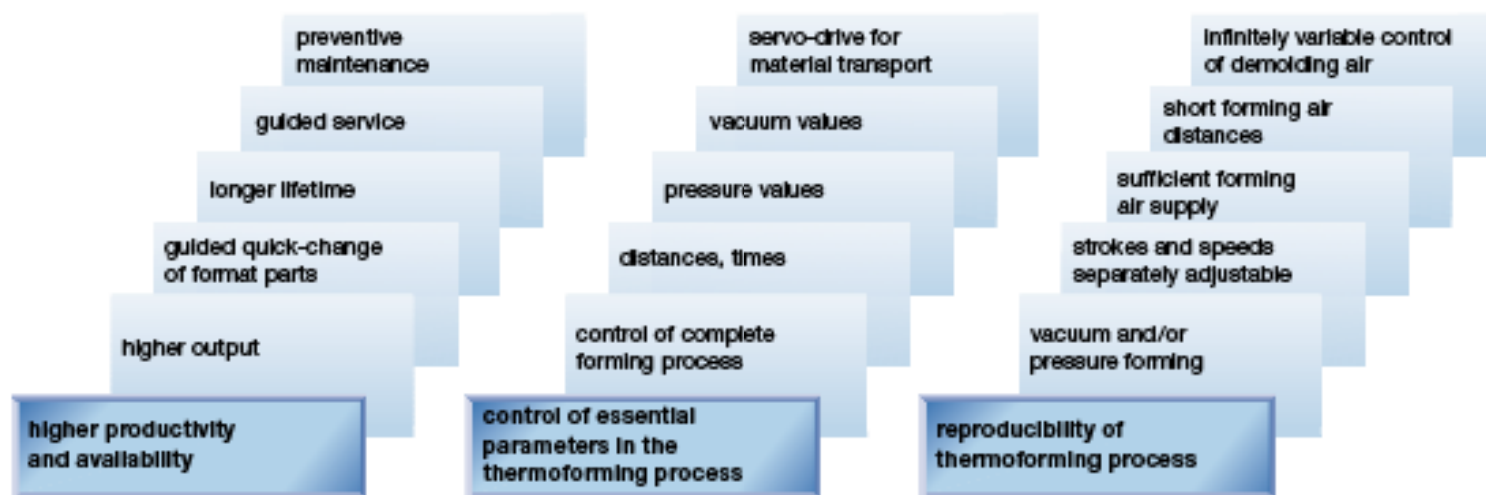 preventive
maintenance
guided service
longer lifetime
guided quick-change
of format parts
higher output
higher productivity
and availability
servo-drive for
material transport
vacuum values
pressure values
distances, times
control of complete
forming process
control of essential
parameters in the
thermoforming process
infinitely variable control
of demolding air
short forming air
distances
sufficient forming
air supply
strokes and speeds
separately adjustable
vacuum and/or
pressure forming
reproducibility of
thermoforming process